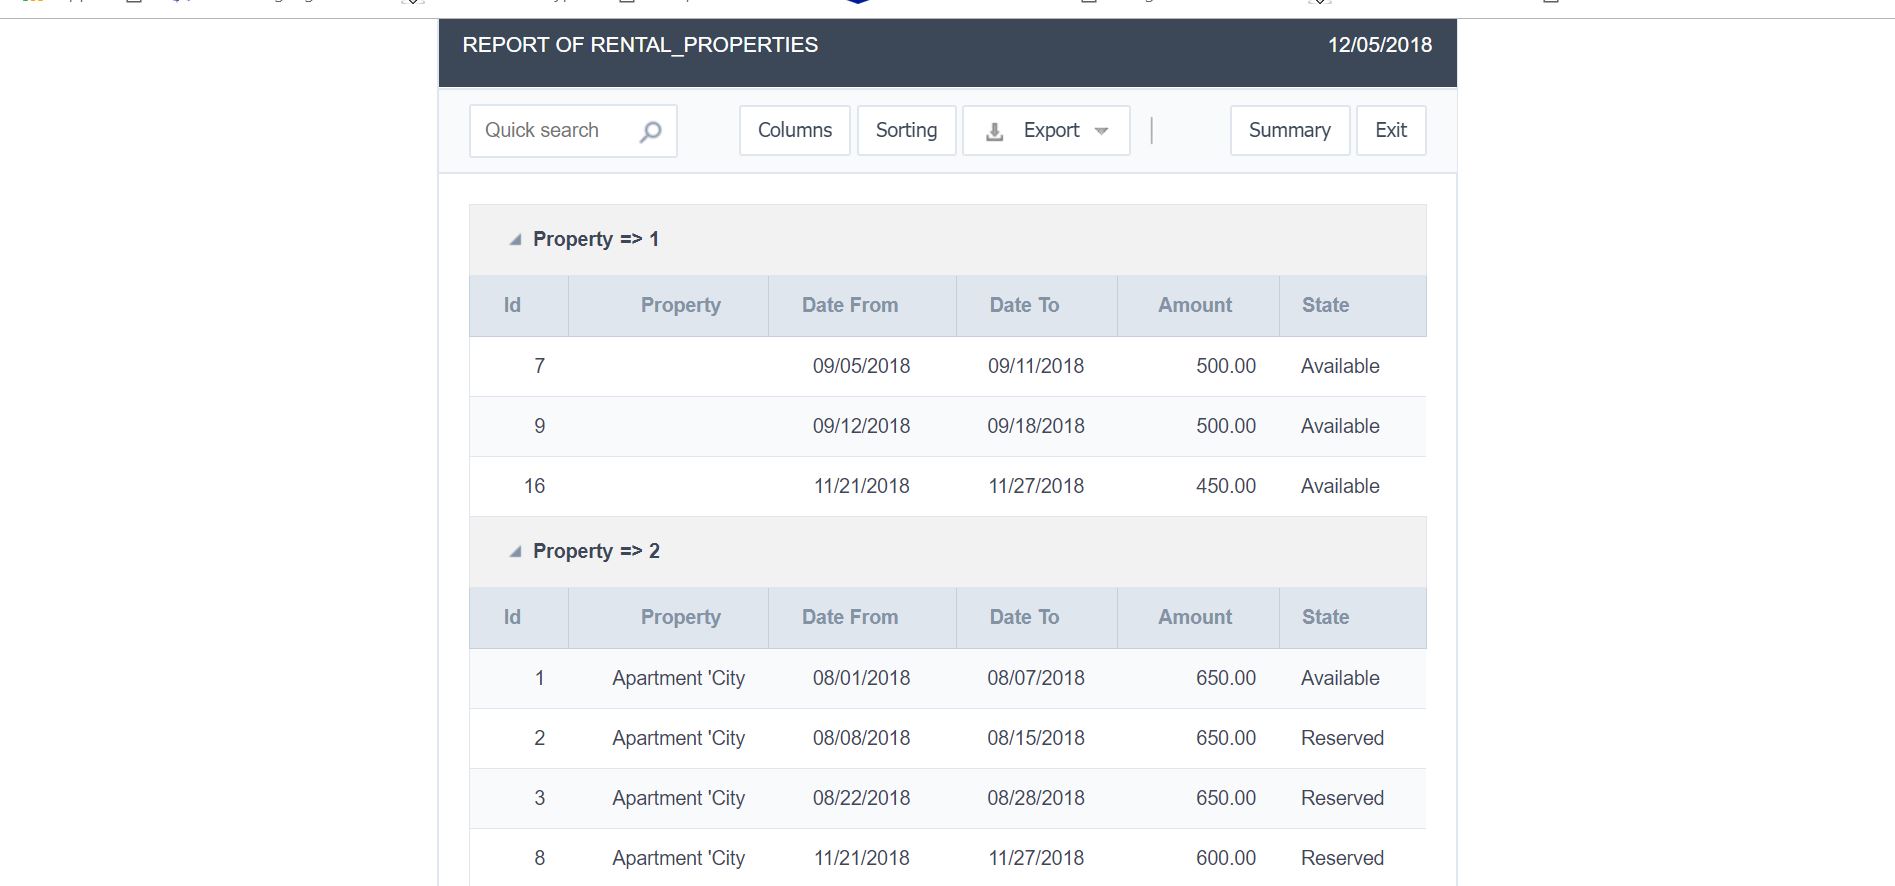 REPORT OF RENTAL_PROPERTIES 12/05/2018
Quick search Columns Sorting Export Summary Exit
Property => 1
Id Property Date From Date To Amount State
7 09/05/2018 09/11/2018 500.00 Available
9 09/12/2018 09/18/2018 500.00 Available
16 11/21/2018 11/27/2018 450.00 Available
Property => 2
Id Property Date From Date To Amount State
1 Apartment 'City 08/01/2018 08/07/2018 650.00 Available
2 Apartment 'City 08/08/2018 08/15/2018 650.00 Reserved
3 Apartment 'City 08/22/2018 08/28/2018 650.00 Reserved
8 Apartment 'City 11/21/2018 11/27/2018 600.00 Reserved